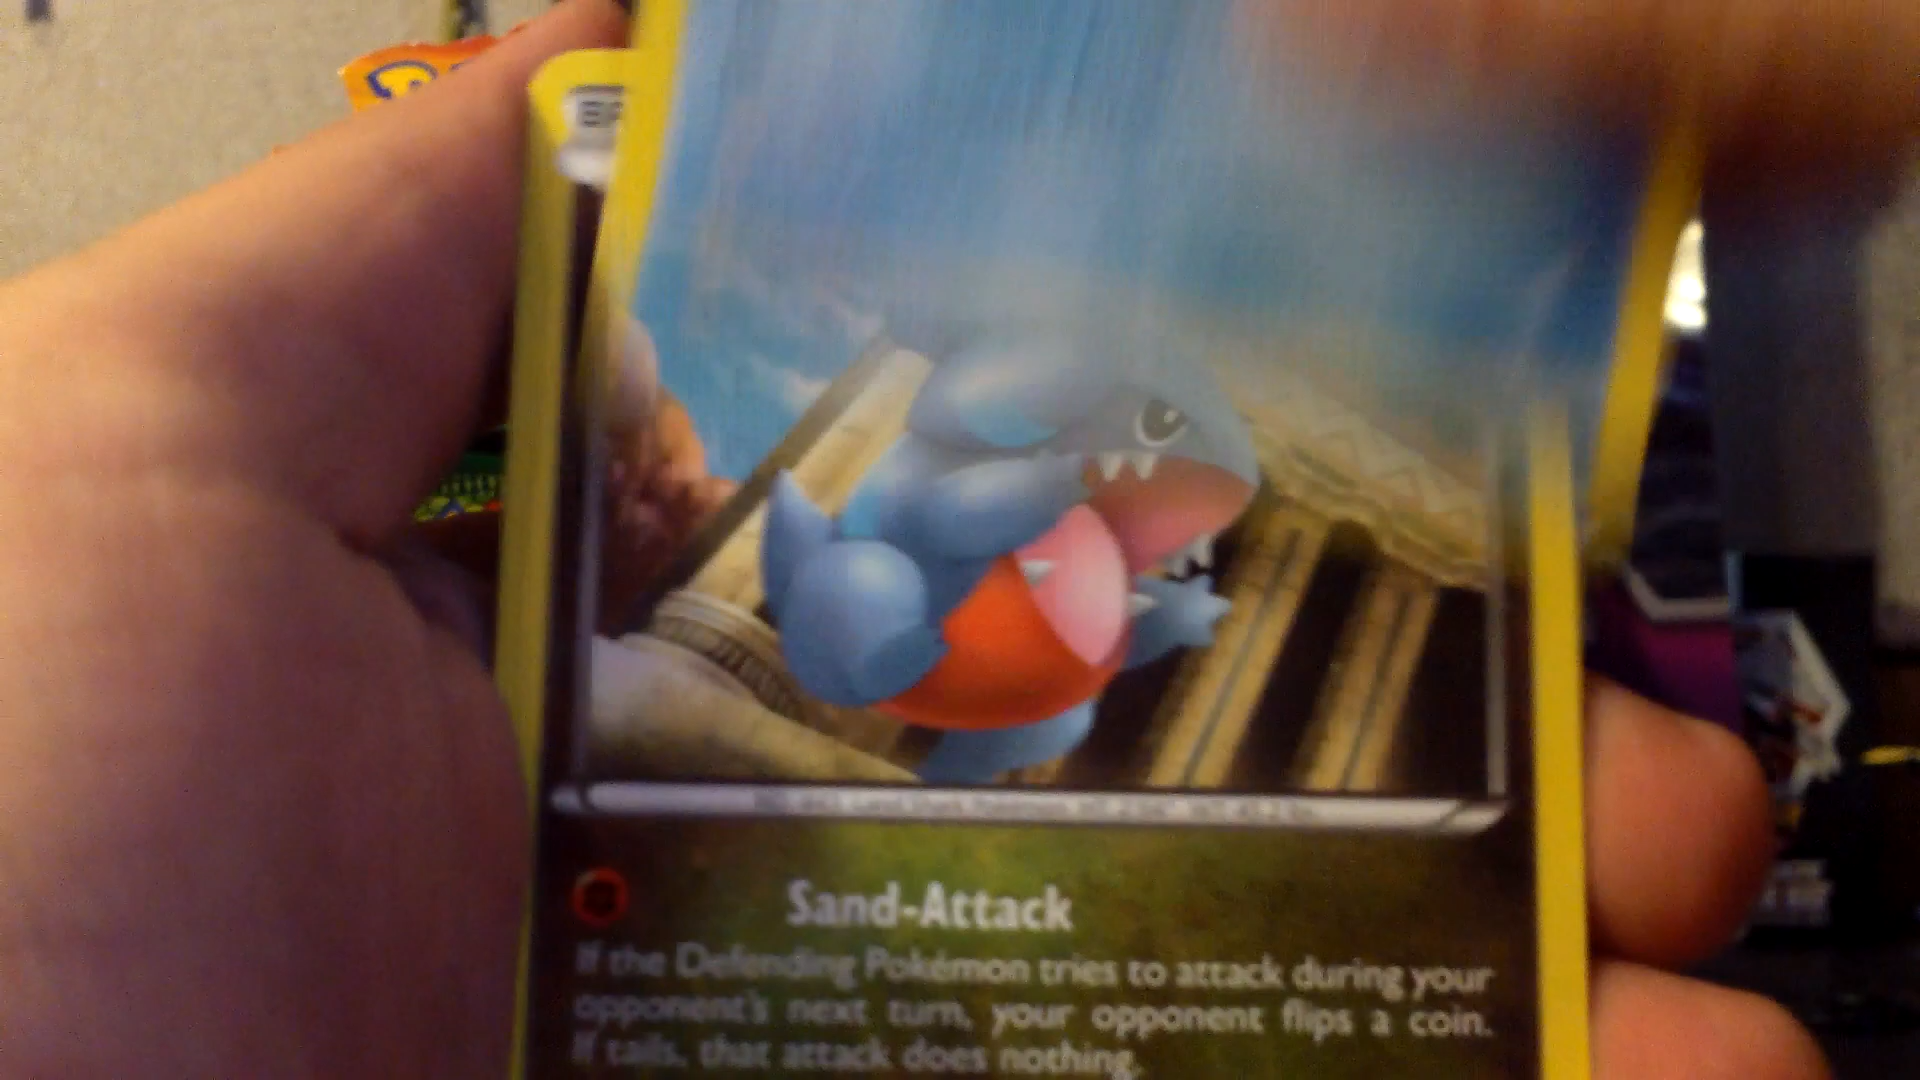 Sand-Attack
If the Defending Pokémon tries to attack during your
opponent's next turn, your opponent flips a coin.
If tails, that attack does nothing.